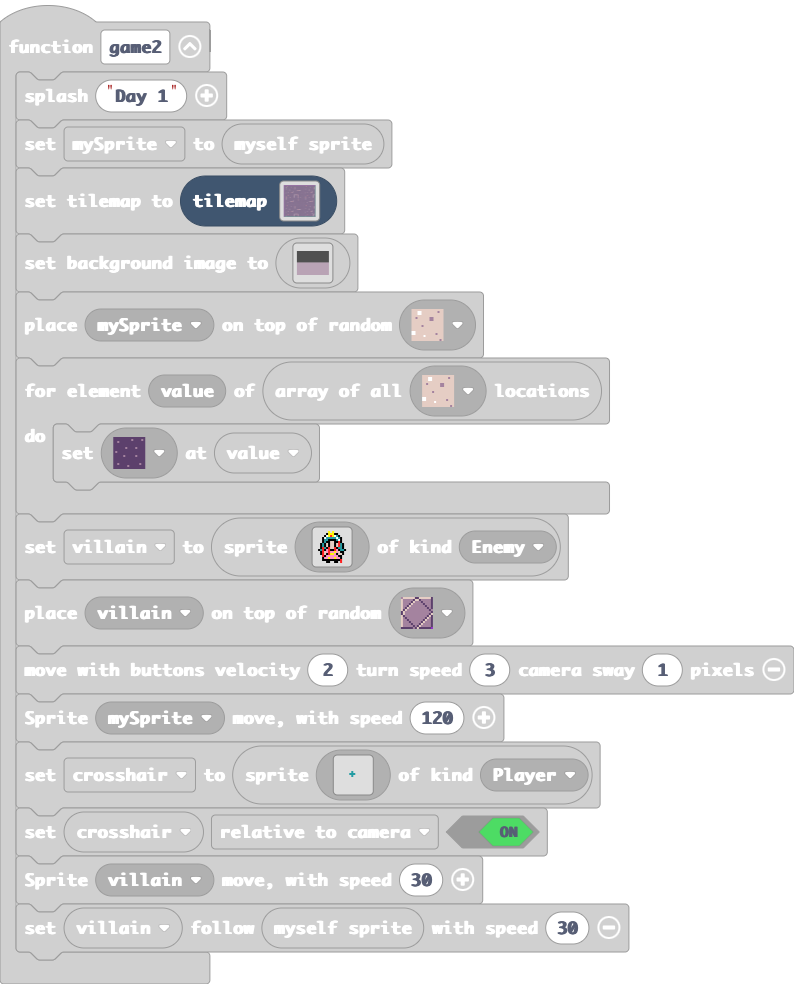 function game2
splash "Day 1"
set mySprite to myself sprite
set tilemap to tilemap
set background image to
place mySprite on top of random
for element value of array of all locations
do
set at value
set villain to sprite of kind Enemy
place villain on top of random
move with buttons velocity 2 turn speed 3 camera sway 1 pixels
Sprite mySprite move, with speed 120
set crosshair to sprite of kind Player
set crosshair relative to camera ON
Sprite villain move, with speed 30
set villain follow myself sprite with speed 30